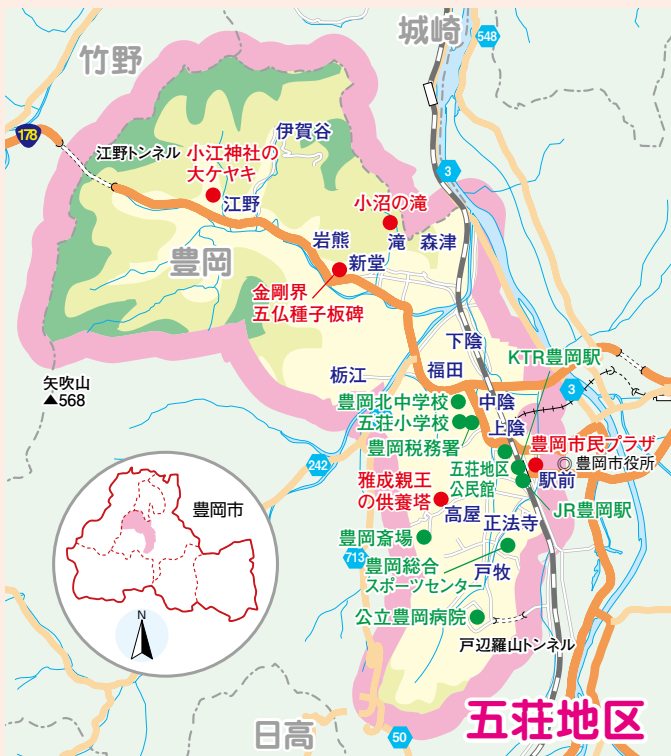 城崎
548
竹野
178
伊賀谷
江野トンネル
小江神社の
大ケヤキ
江野
3
小沼の滝
岩熊
滝
森津
豊岡
新堂
金剛界
五仏種子板碑
下陰
KTR豊岡駅
福田
栃江
矢吹山
▲568
3
豊岡北中学校
中陰
五荘小学校
上陰
豊岡税務署
豊岡市民プラザ
242
五荘地区
公民館
◎豊岡市役所
駅前
雅成親王
の供養塔
高屋
正法寺
JR豊岡駅
豊岡市
豊岡斎場
713
豊岡総合
スポーツセンター
戸牧
公立豊岡病院
N
戸辺羅山トンネル
五荘地区
日高
50